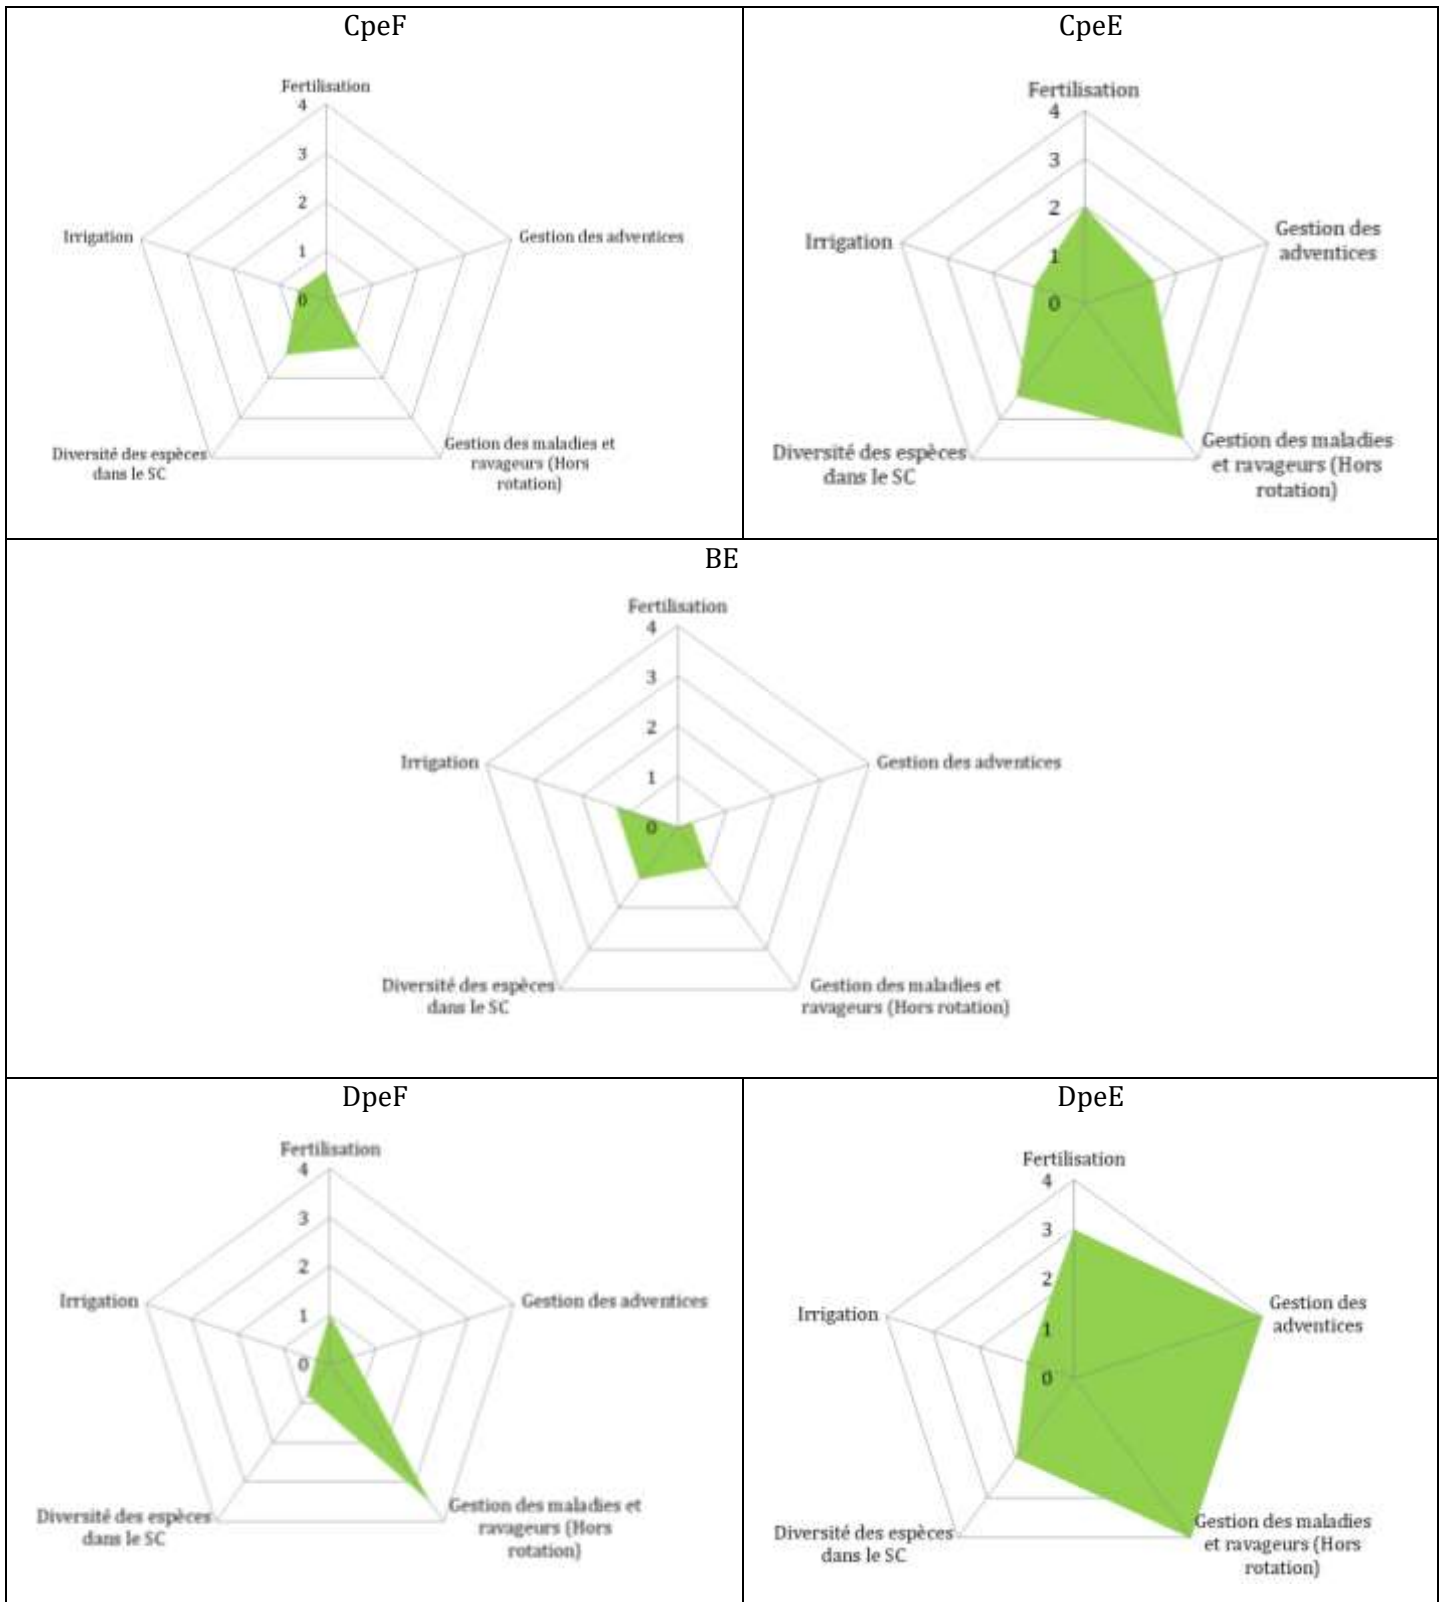 CpeF
Fertilisation
4
3
2
1
0
Irrigation
Gestion des adventices
Diversité des espèces
dans le SC
Gestion des maladies et
ravageurs (Hors
rotation)
CpeE
Fertilisation
4
3
2
1
0
Irrigation
Gestion des
adventices
Diversité des espèces
dans le SC
Gestion des maladies
et ravageurs (Hors
rotation)
BE
Fertilisation
4
3
2
1
0
Irrigation
Gestion des adventices
Diversité des espèces
dans le SC
Gestion des maladies et
ravageurs (Hors rotation)
DpeF
Fertilisation
4
3
2
1
0
Irrigation
Gestion des adventices
Diversité des espèces
dans le SC
Gestion des maladies et
ravageurs (Hors
rotation)
DpeE
Fertilisation
4
3
2
1
0
Irrigation
Gestion des
adventices
Diversité des espèces
dans le SC
Gestion des maladies
et ravageurs (Hors
rotation)